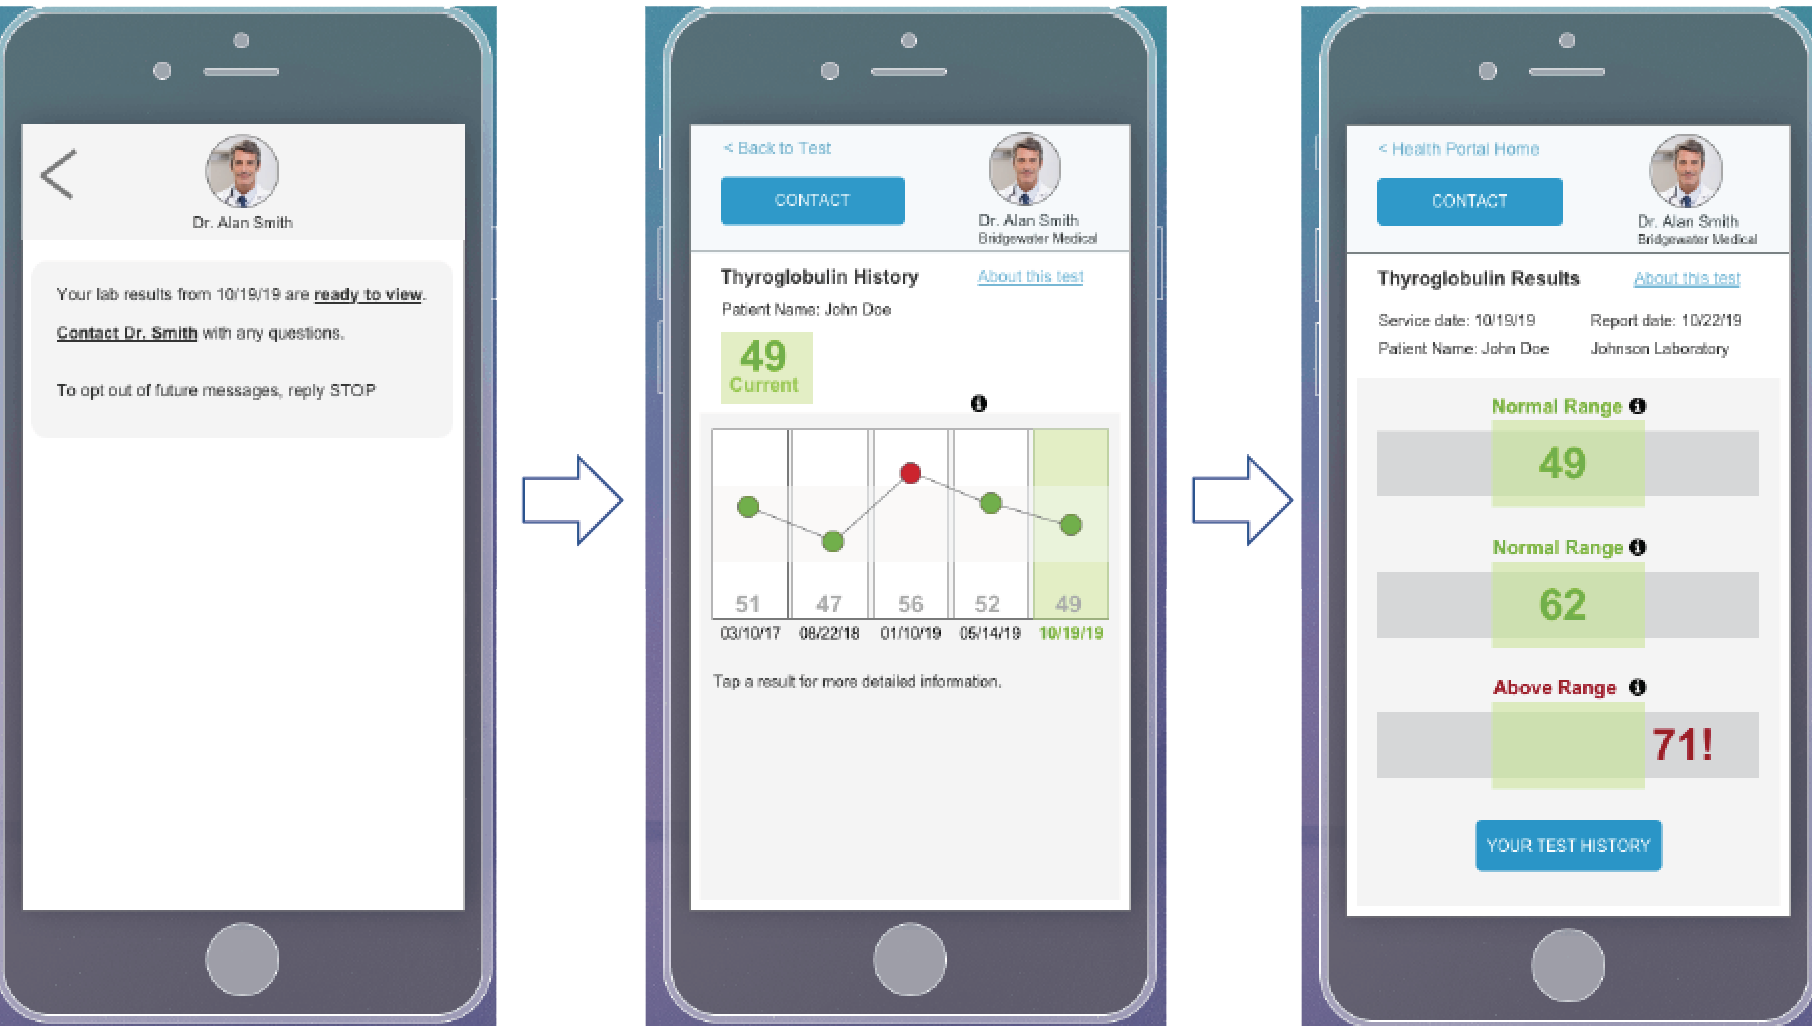 Dr. Alan Smith
Your lab results from 10/19/19 are ready to view.
Contact Dr. Smith with any questions.
To opt out of future messages, reply STOP
< Back to Test
CONTACT
Dr. Alan Smith
Bridgewater Medical
Thyroglobulin History
About this test
Patient Name: John Doe
49
Current
51 47 56 52 49
03/10/17 08/22/18 01/10/19 05/14/19 10/19/19
Tap a result for more detailed information.
< Health Portal Home
CONTACT
Dr. Alan Smith
Bridgewater Medical
Thyroglobulin Results
About this test
Service date: 10/19/19
Report date: 10/22/19
Patient Name: John Doe
Johnson Laboratory
Normal Range
49
Normal Range
62
Above Range
71!
YOUR TEST HISTORY